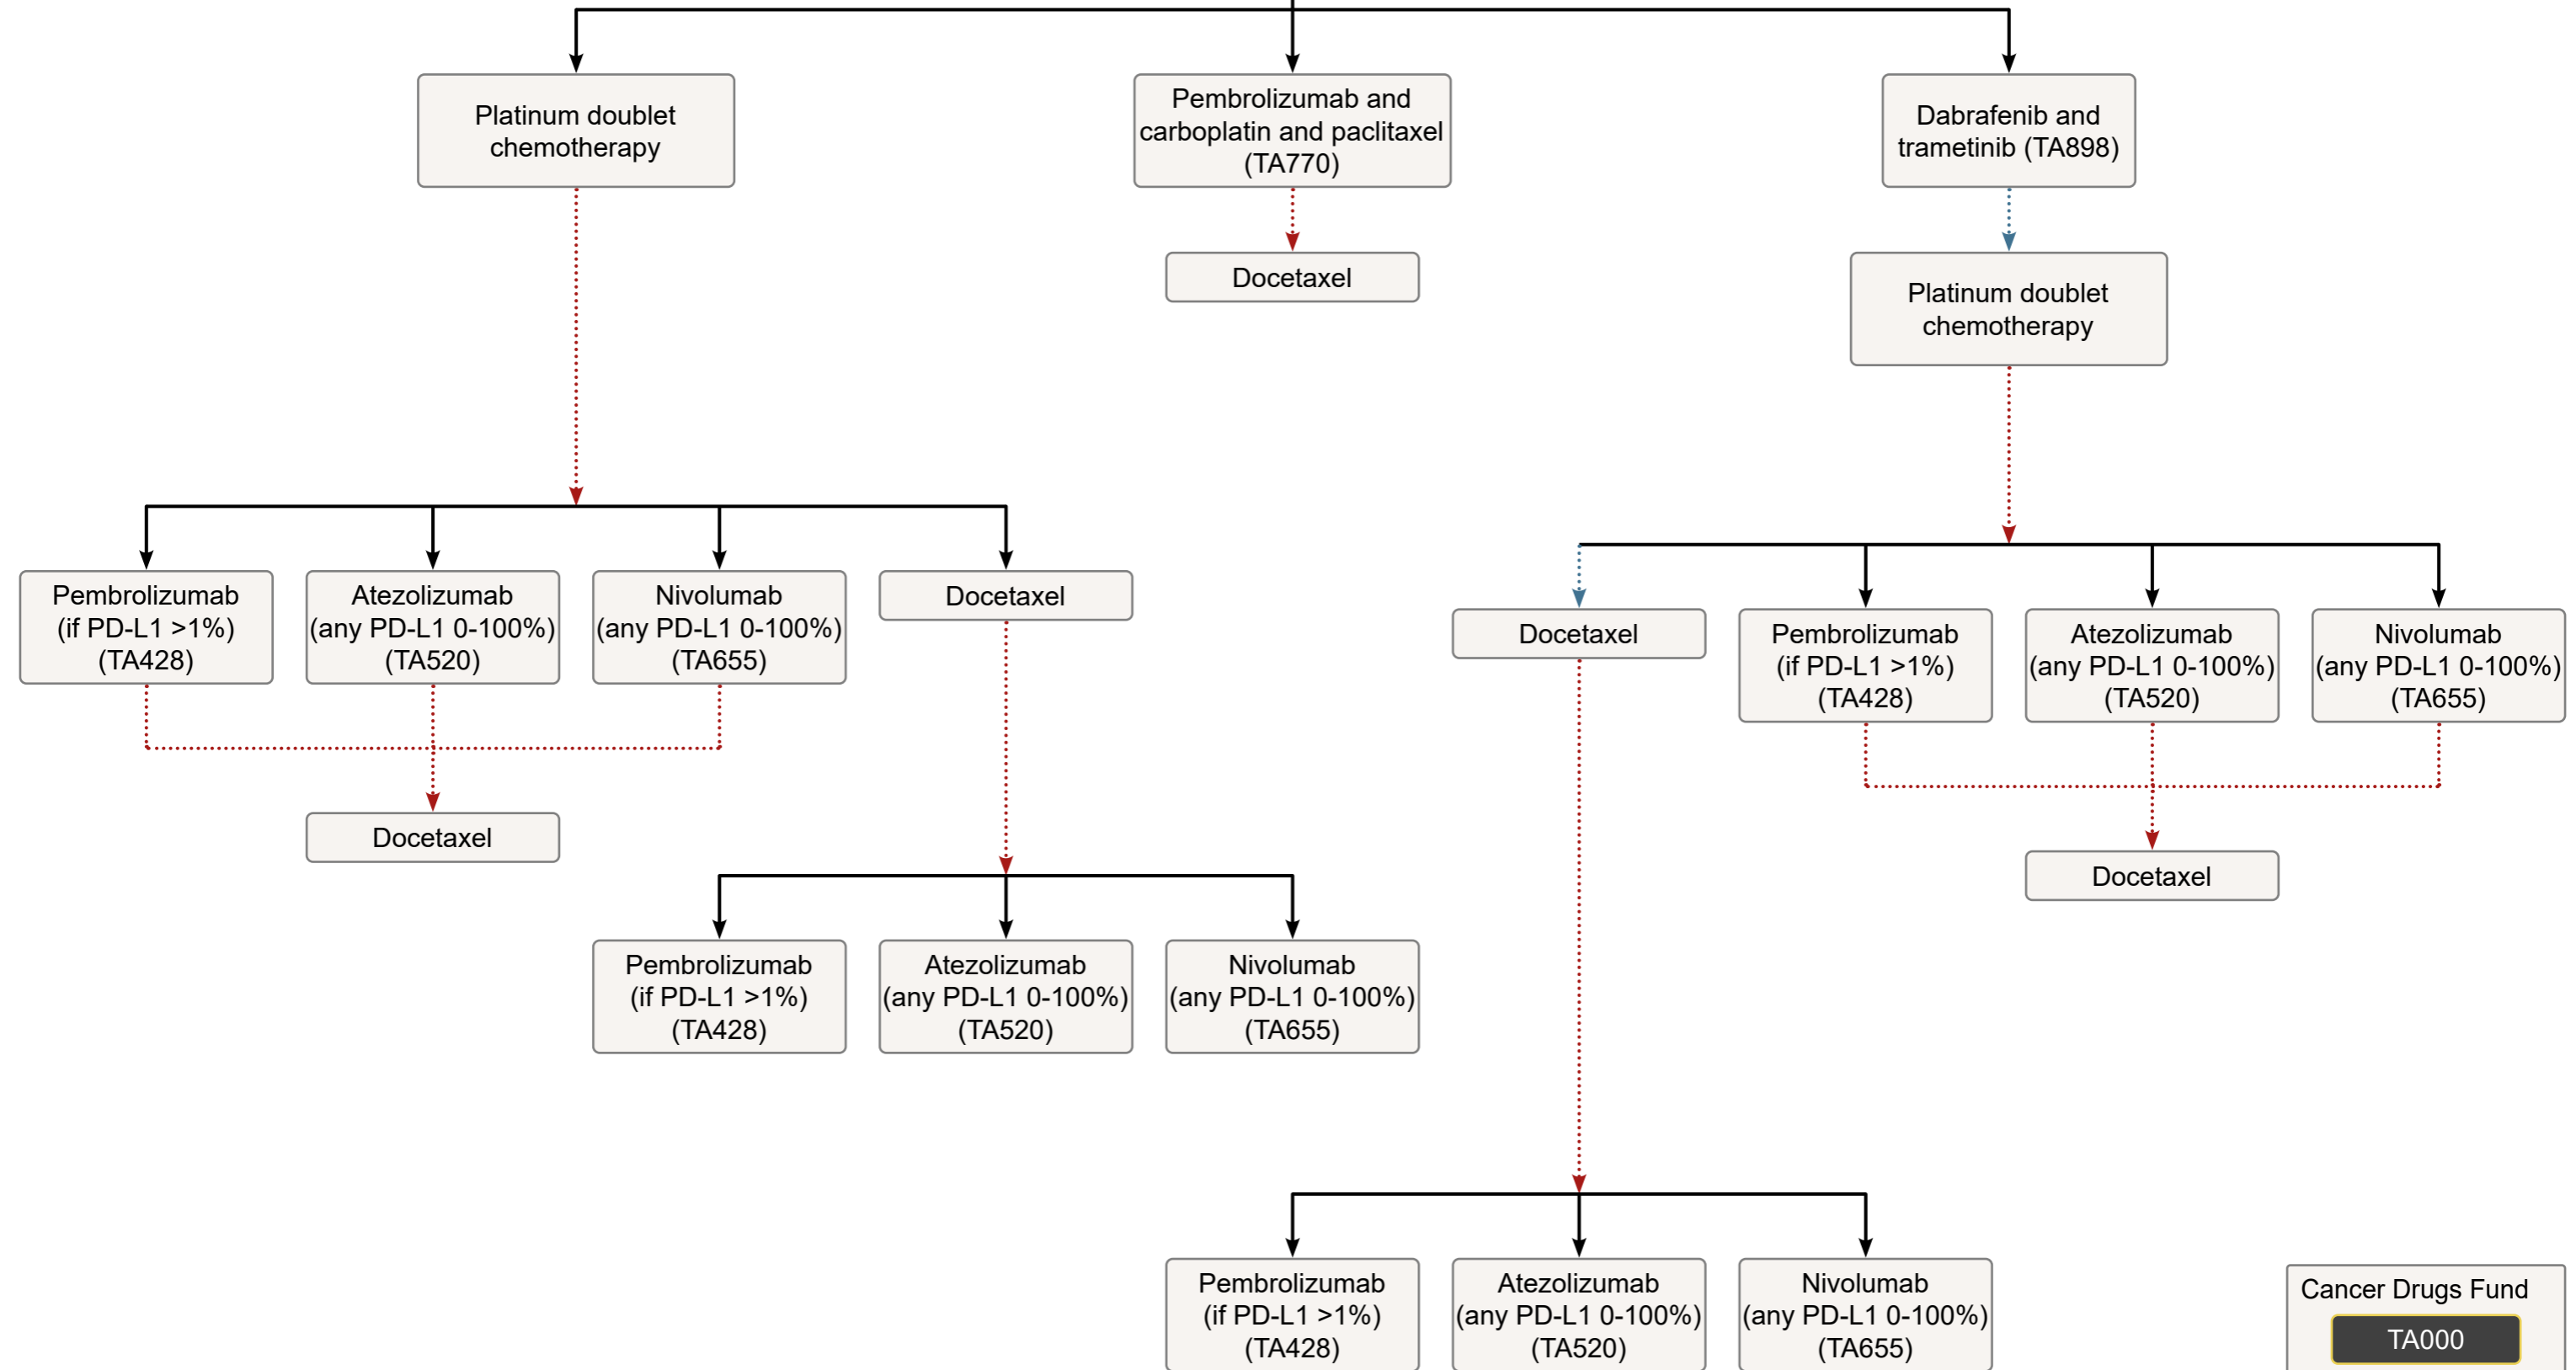 Platinum doublet
chemotherapy
Pembrolizumab and
carboplatin and paclitaxel
(TA770)
Dabrafenib and
trametinib (TA898)
Docetaxel
Platinum doublet
chemotherapy
Pembrolizumab
(if PD-L1 >1%)
(TA428)
Atezolizumab
(any PD-L1 0-100%)
(TA520)
Nivolumab
(any PD-L1 0-100%)
(TA655)
Docetaxel
Docetaxel
Pembrolizumab
(if PD-L1 >1%)
(TA428)
Atezolizumab
(any PD-L1 0-100%)
(TA520)
Nivolumab
(any PD-L1 0-100%)
(TA655)
Docetaxel
Docetaxel
Pembrolizumab
(if PD-L1 >1%)
(TA428)
Atezolizumab
(any PD-L1 0-100%)
(TA520)
Nivolumab
(any PD-L1 0-100%)
(TA655)
Pembrolizumab
(if PD-L1 >1%)
(TA428)
Atezolizumab
(any PD-L1 0-100%)
(TA520)
Nivolumab
(any PD-L1 0-100%)
(TA655)
Cancer Drugs Fund
TA000